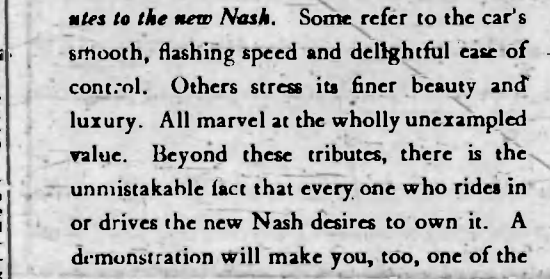 utes to the new Nash. Some refer to the car's
smooth, flashing speed and delightful ease of
control. Others stress its finer beauty and
luxury. All marvel at the wholly unexampled
value. Beyond these tributes, there is the
unmistakable fact that every one who rides in
or drives the new Nash desires to own it. A
demonstration will make you, too, one of the